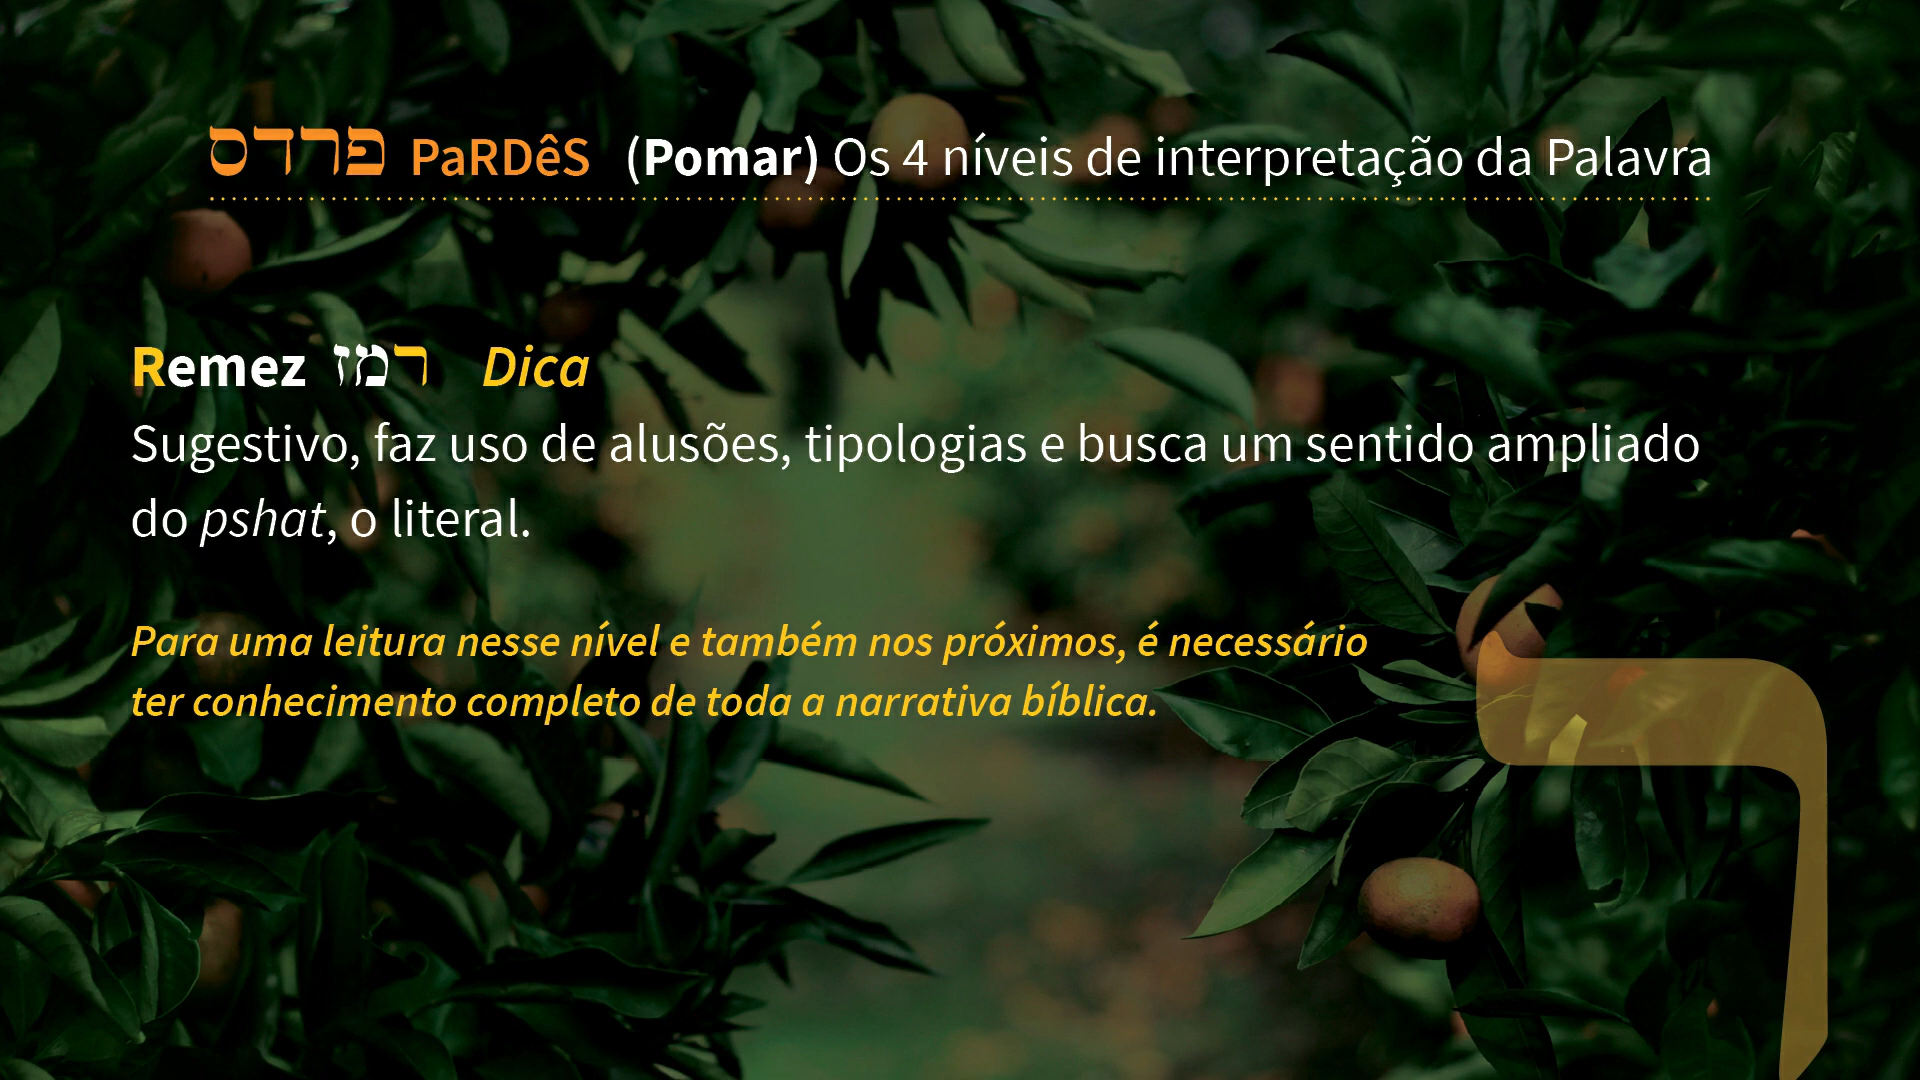 פרדס PaRDêS (Pomar) Os 4 níveis de interpretação da Palavra
Remez רמז Dica
Sugestivo, faz uso de alusões, tipologias e busca um sentido ampliado
do pshat, o literal.
Para uma leitura nesse nível e também nos próximos, é necessário
ter conhecimento completo de toda a narrativa bíblica.
ר